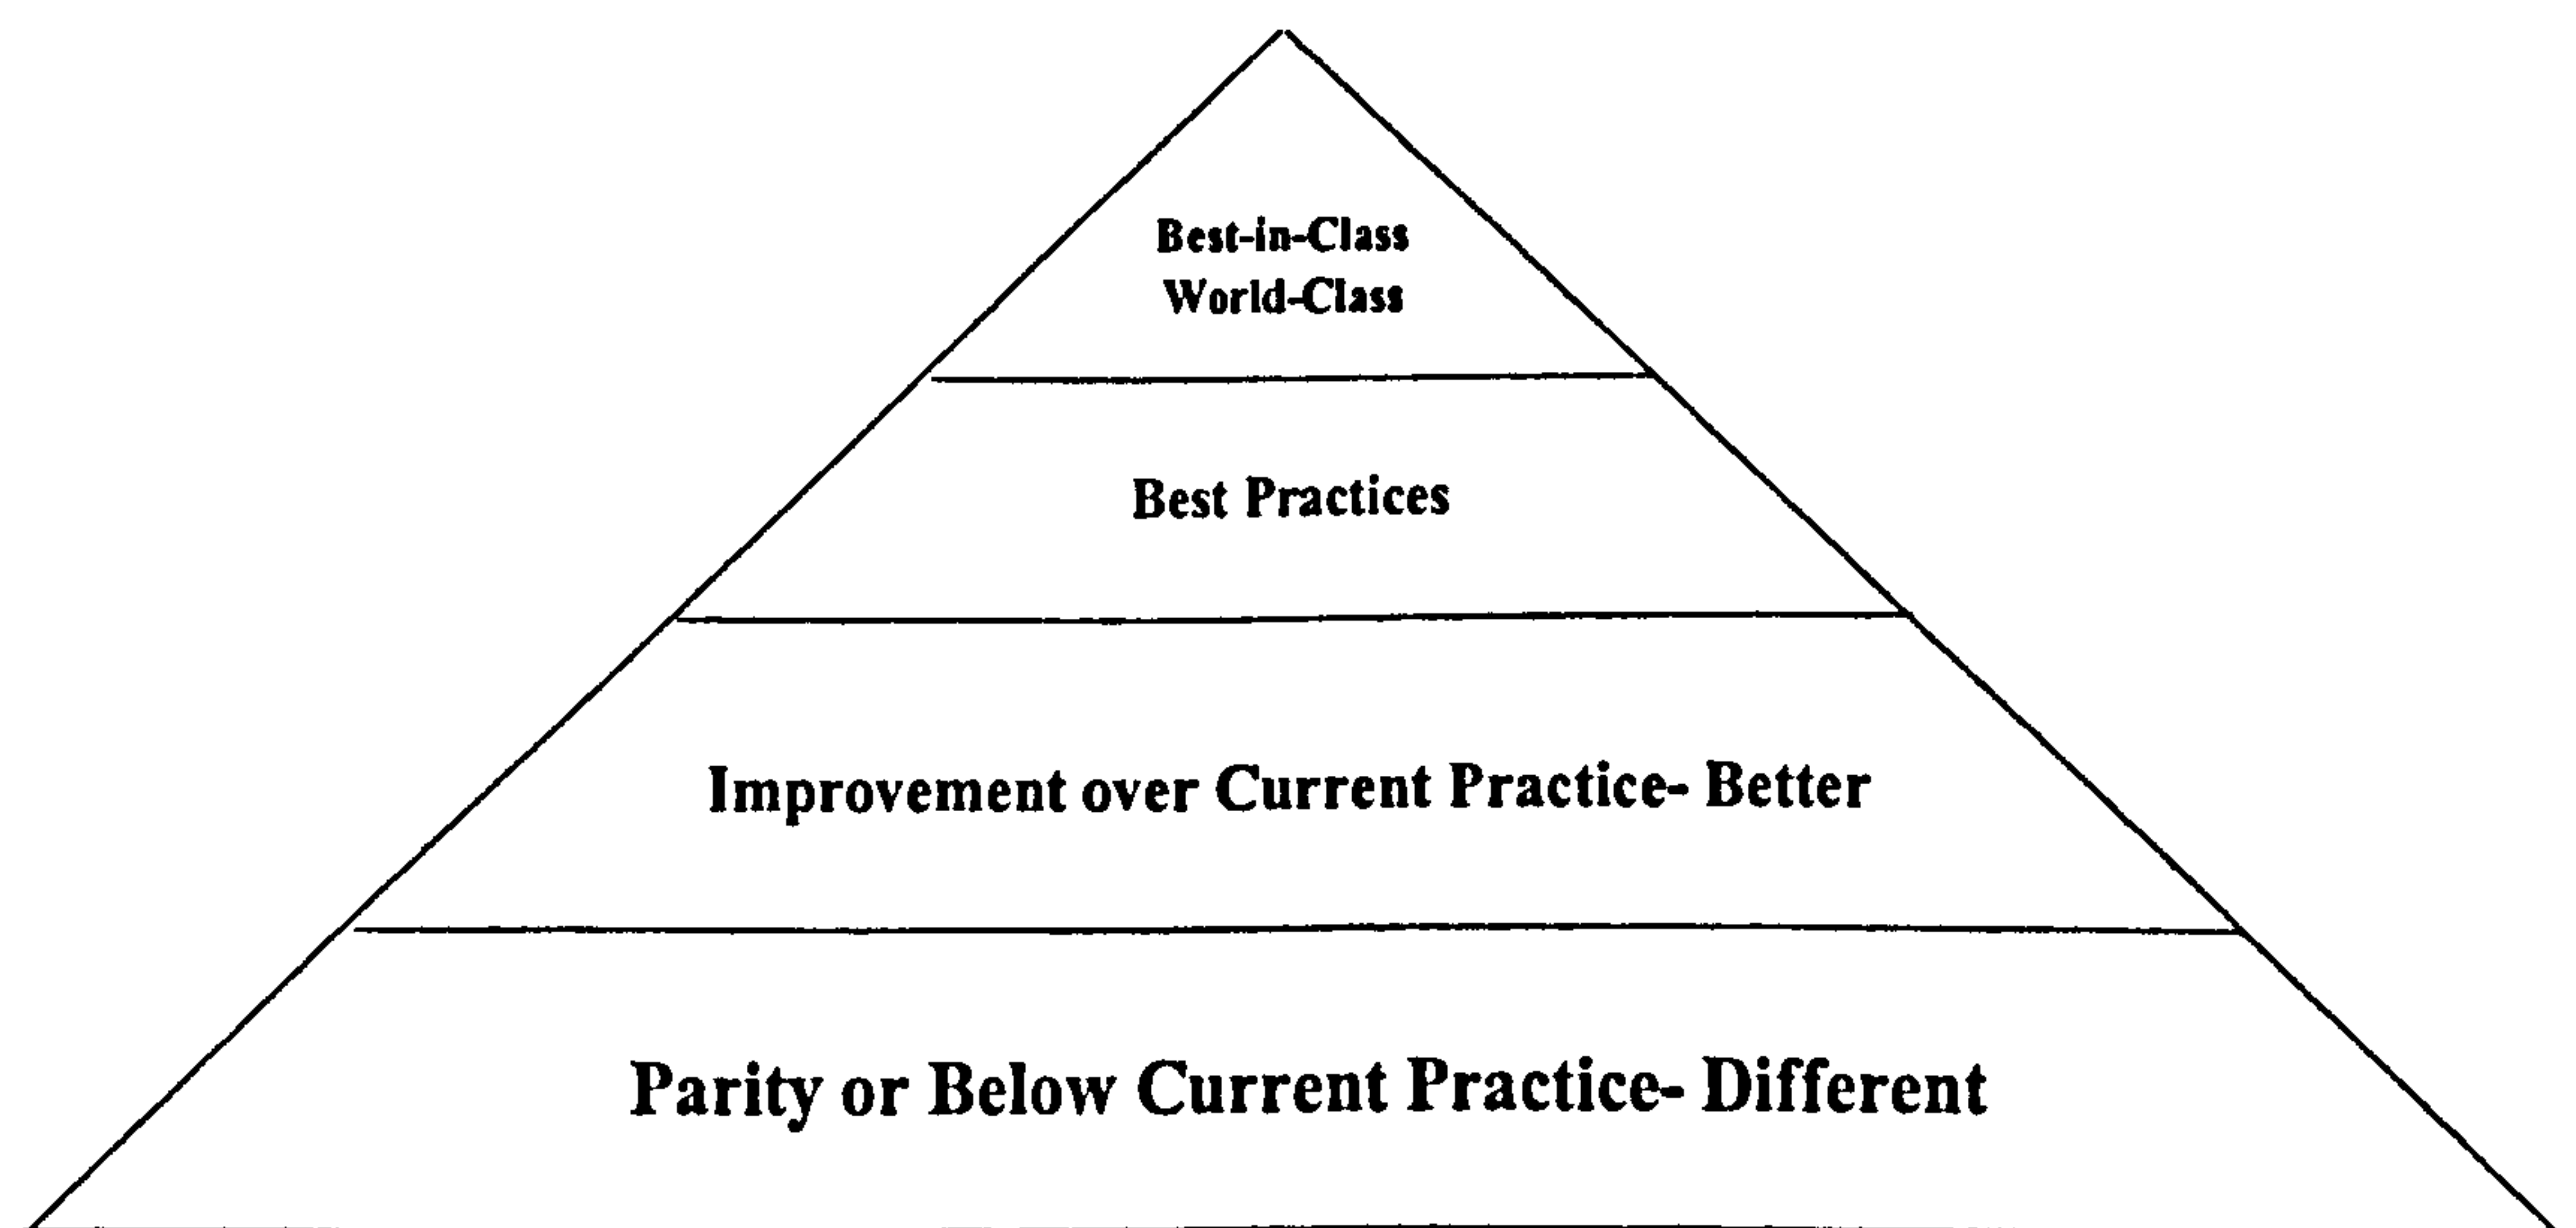 Best-in-Class
World-Class
Best Practices
Improvement over Current Practice- Better
Parity or Below Current Practice- Different